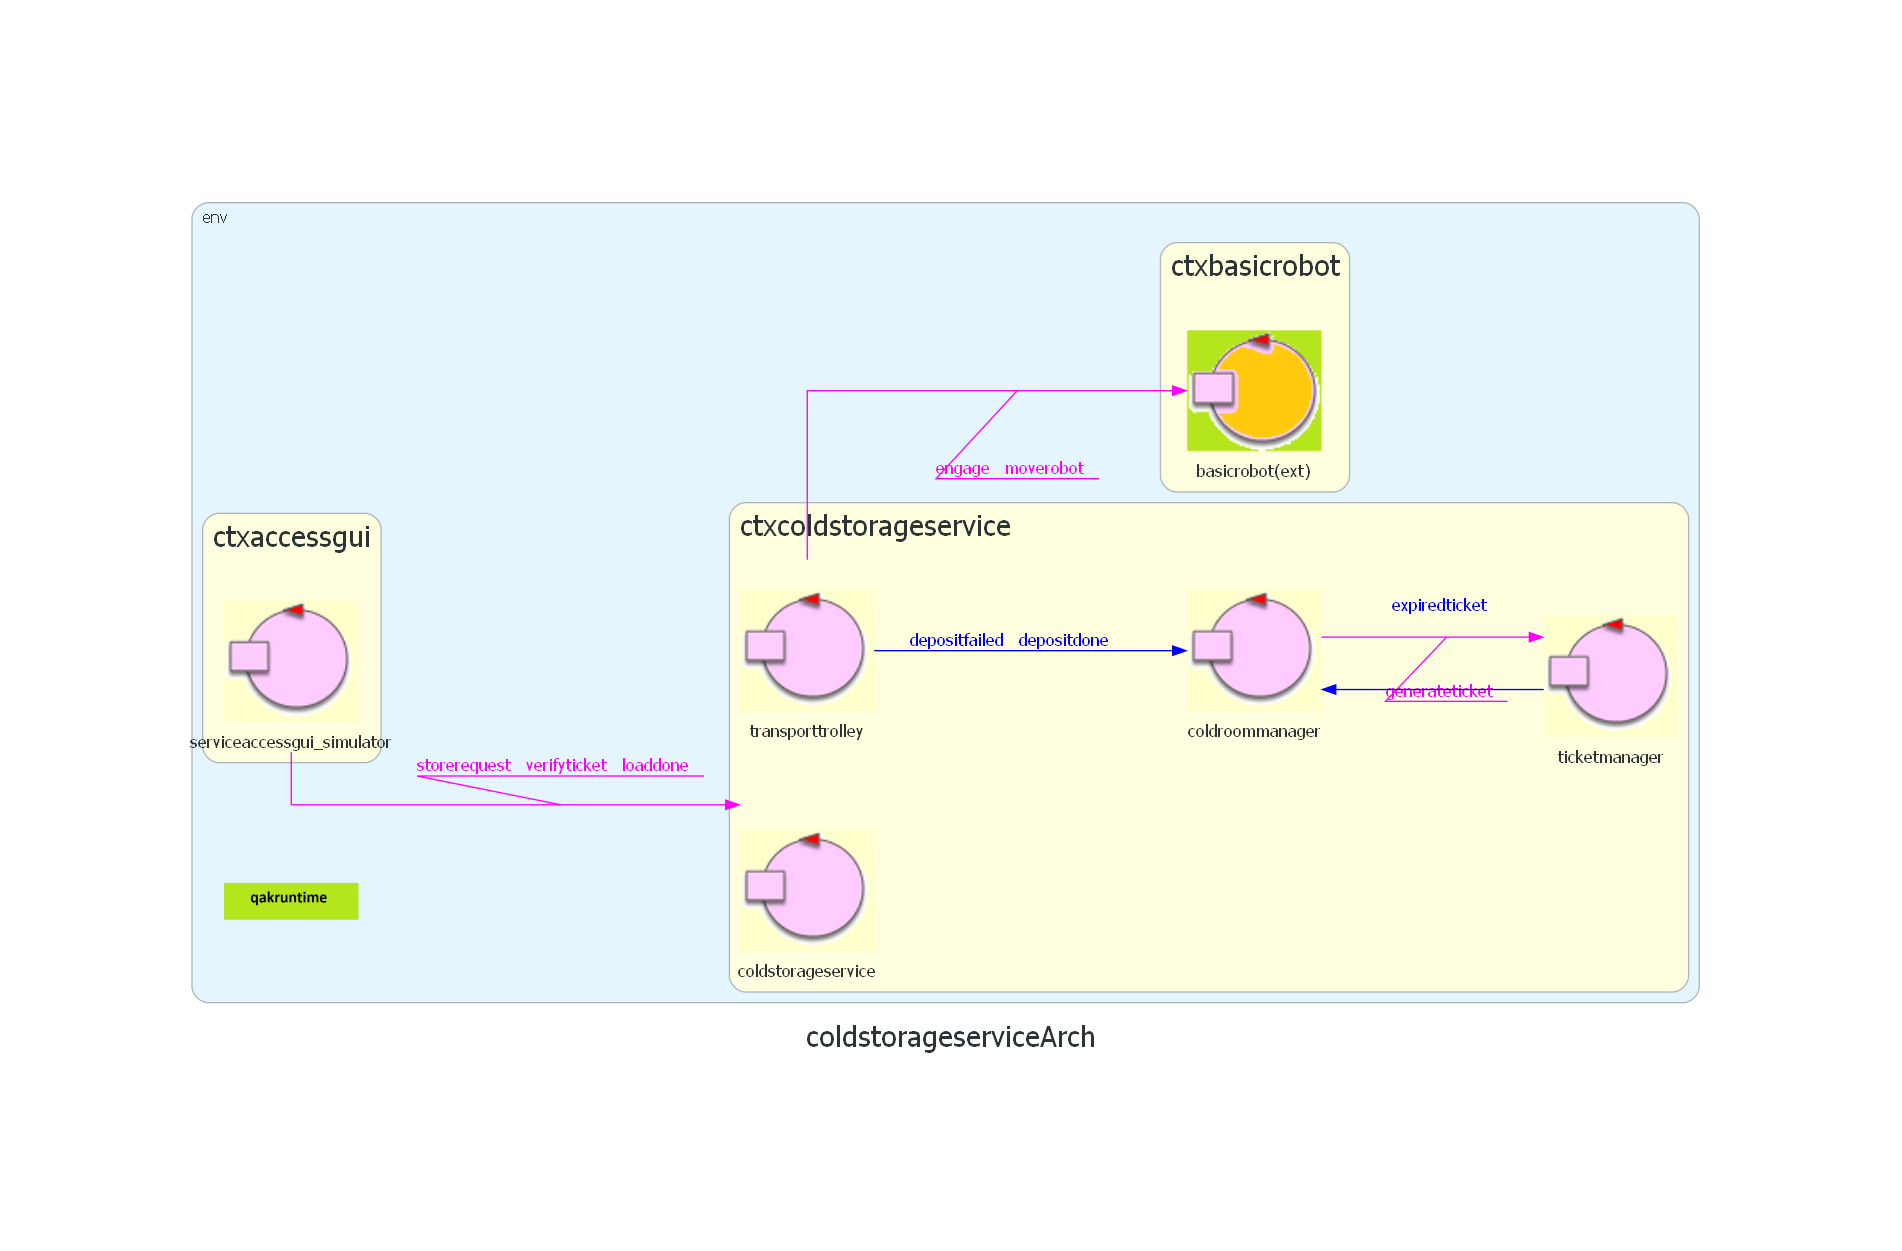 env
ctxbasicrobot
basicrobot(ext)
engage moverobot
ctxaccessgui
serviceaccessgui_simulator
storerequest verifyticket loaddone
ctxcoldstorageservice
transporttrolley
depositfailed depositdone
coldroommanager
expiredticket
generateticket
ticketmanager
coldstorageservice
qakruntime
coldstorageserviceArch